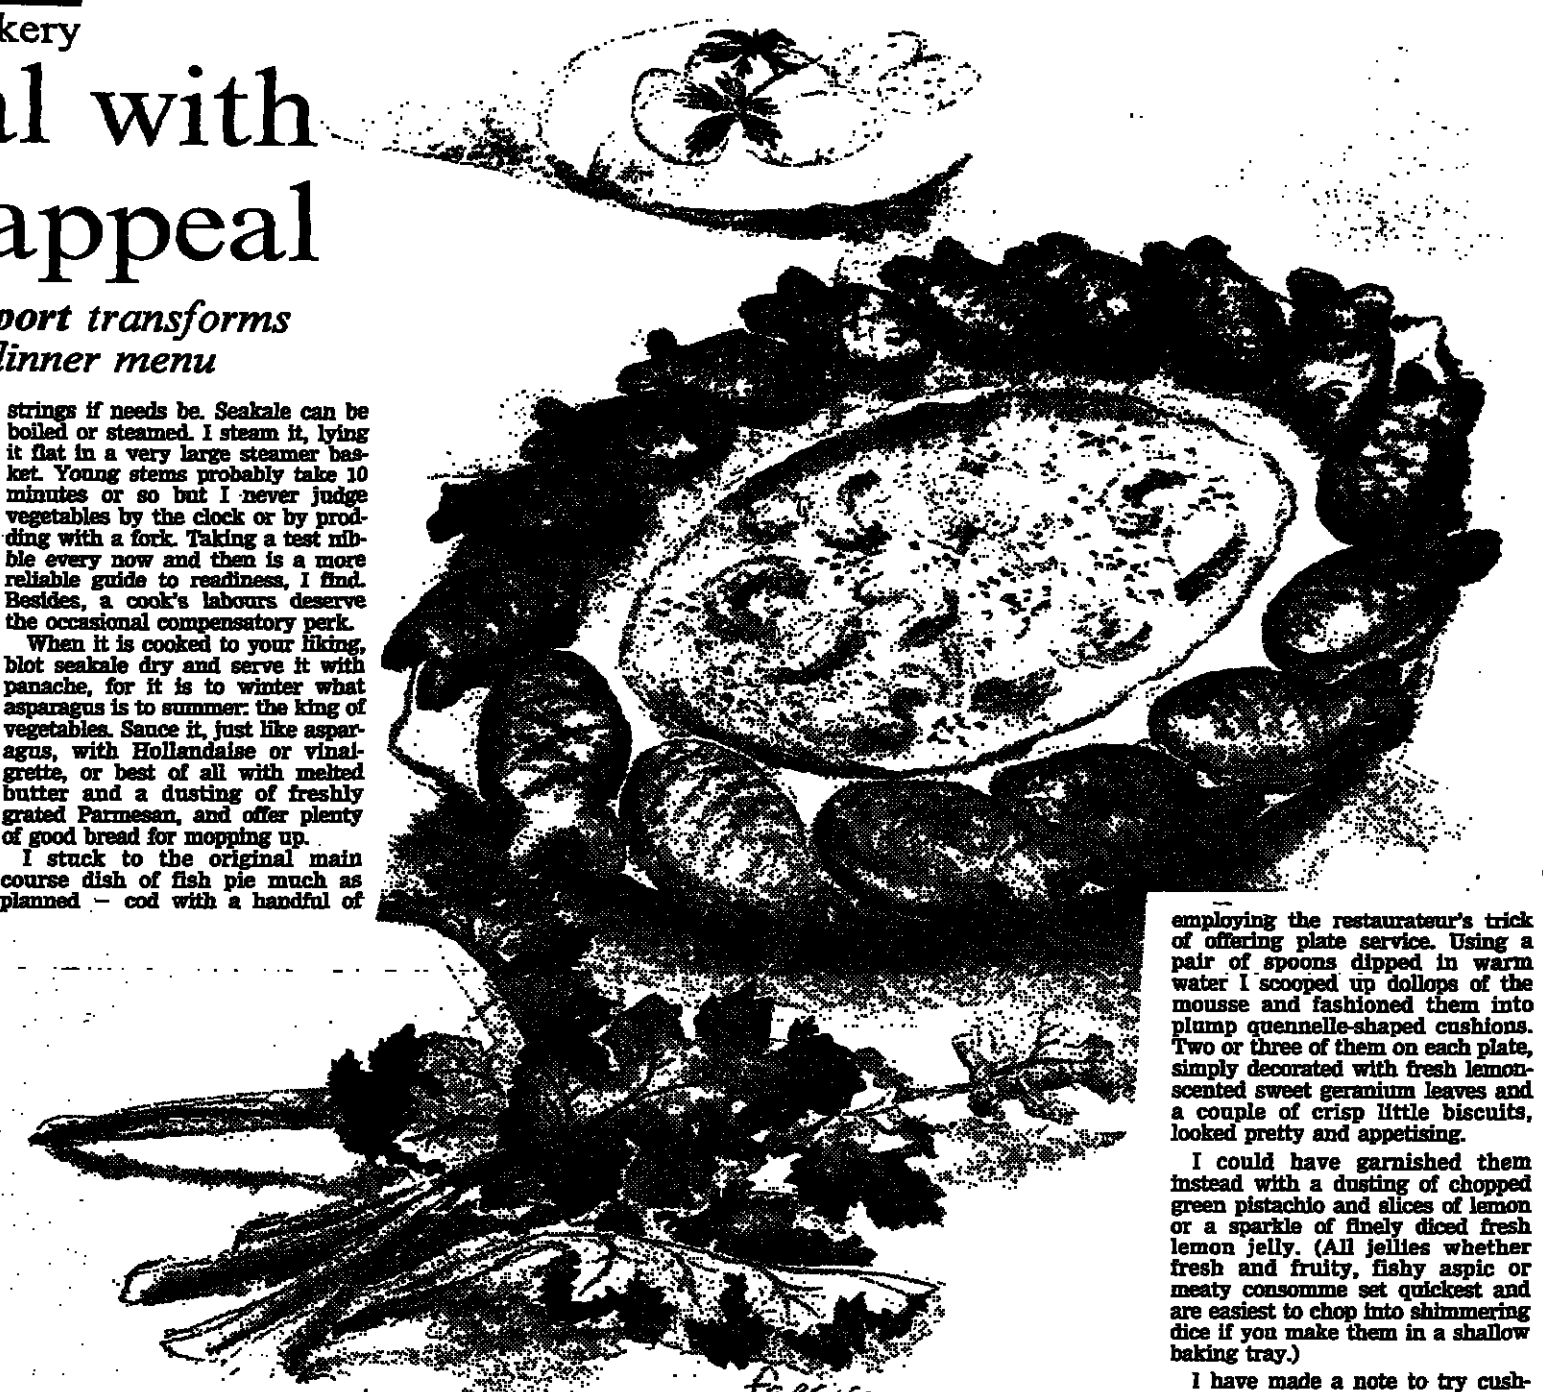 kery
al with
appeal
port transforms
dinner menu
strings if needs be. Seakale can be
boiled or steamed. I steam it, lying
it flat in a very large steamer bas-
ket. Young stems probably take 10
minutes or so but I never judge
vegetables by the clock or by prod-
ding with a fork. Taking a test nib-
ble every now and then is a more
reliable guide to readiness, I find.
Besides, a cook's labours deserve
the occasional compensatory perk.
When it is cooked to your liking,
blot seakale dry and serve it with
panache, for it is to winter what
asparagus is to summer: the king of
vegetables. Sauce it, just like aspar-
agus, with Hollandaise or vinai-
grette, or best of all with melted
butter and a dusting of freshly
grated Parmesan, and offer plenty
of good bread for mopping up.
I stuck to the original main
course dish of fish pie much as
planned – cod with a handful of
employing the restaurateur's trick
of offering plate service. Using a
pair of spoons dipped in warm
water I scooped up dollops of the
mousse and fashioned them into
plump quennelle-shaped cushions.
Two or three of them on each plate,
simply decorated with fresh lemon-
scented sweet geranium leaves and
a couple of crisp little biscuits,
looked pretty and appetising.
I could have garnished them
instead with a dusting of chopped
green pistachio and slices of lemon
or a sparkle of finely diced fresh
lemon jelly. (All jellies whether
fresh and fruity, fishy aspic or
meaty consomme set quickest and
are easiest to chop into shimmering
dice if you make them in a shallow
baking tray.)
I have made a note to try cush-